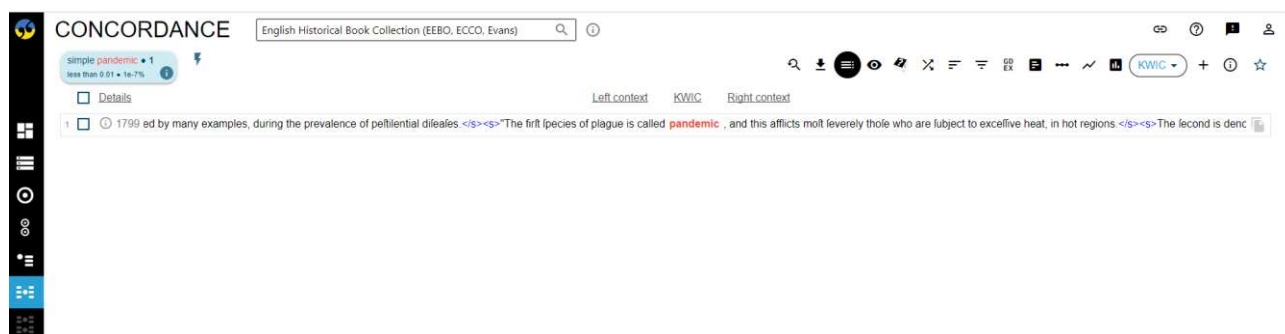 CONCORDANCE
English Historical Book Collection (EEBO, ECCO, Evans)
simple pandemic • 1
less than 0.01 • 1e-7%
KWIC
Details Left context KWIC Right context
1 1799 ed by many examples, during the prevalence of peſtilential diſeaſes.</s><s>"The firſt ſpecies of plague is called pandemic , and this afflicts moſt ſeverely thoſe who are ſubject to exceſſive heat, in hot regions.</s><s>The ſecond is denc